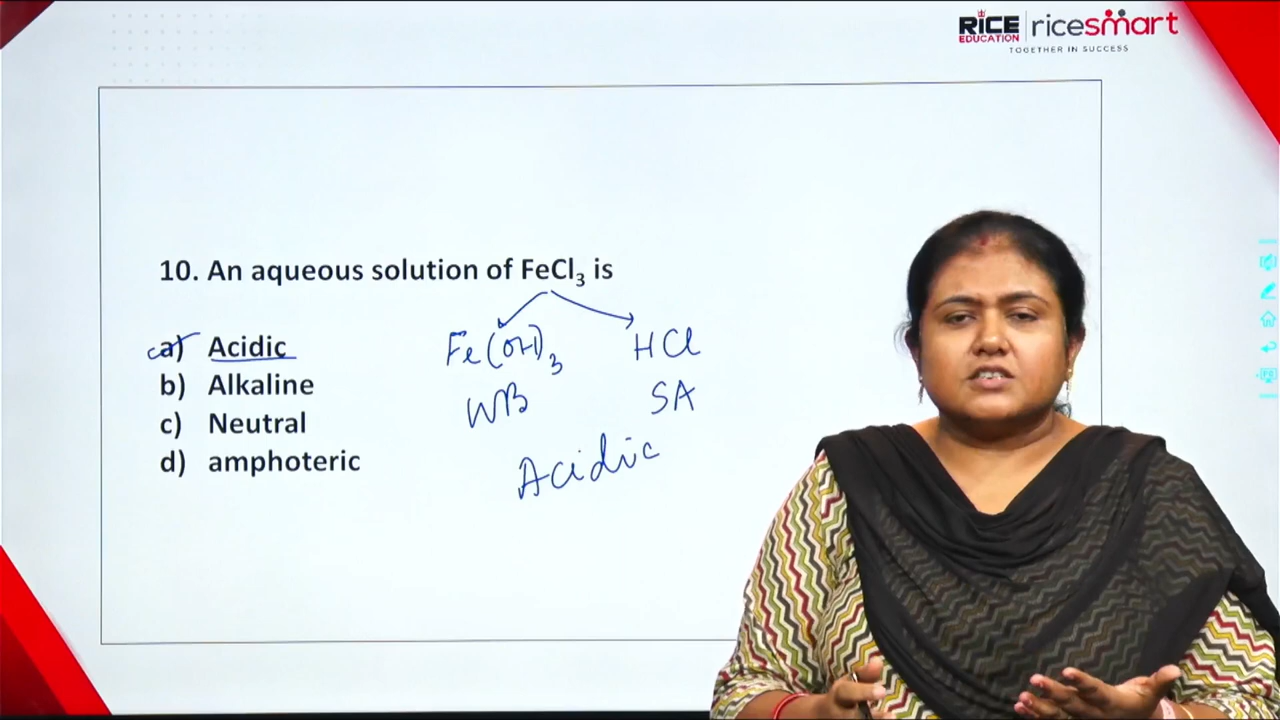 RICE EDUCATION ricesmart
TOGETHER IN SUCCESS
10. An aqueous solution of FeCl₃ is
a) Acidic
b) Alkaline
c) Neutral
d) amphoteric
Fe(OH)₃ HCl
WB SA
Acidic